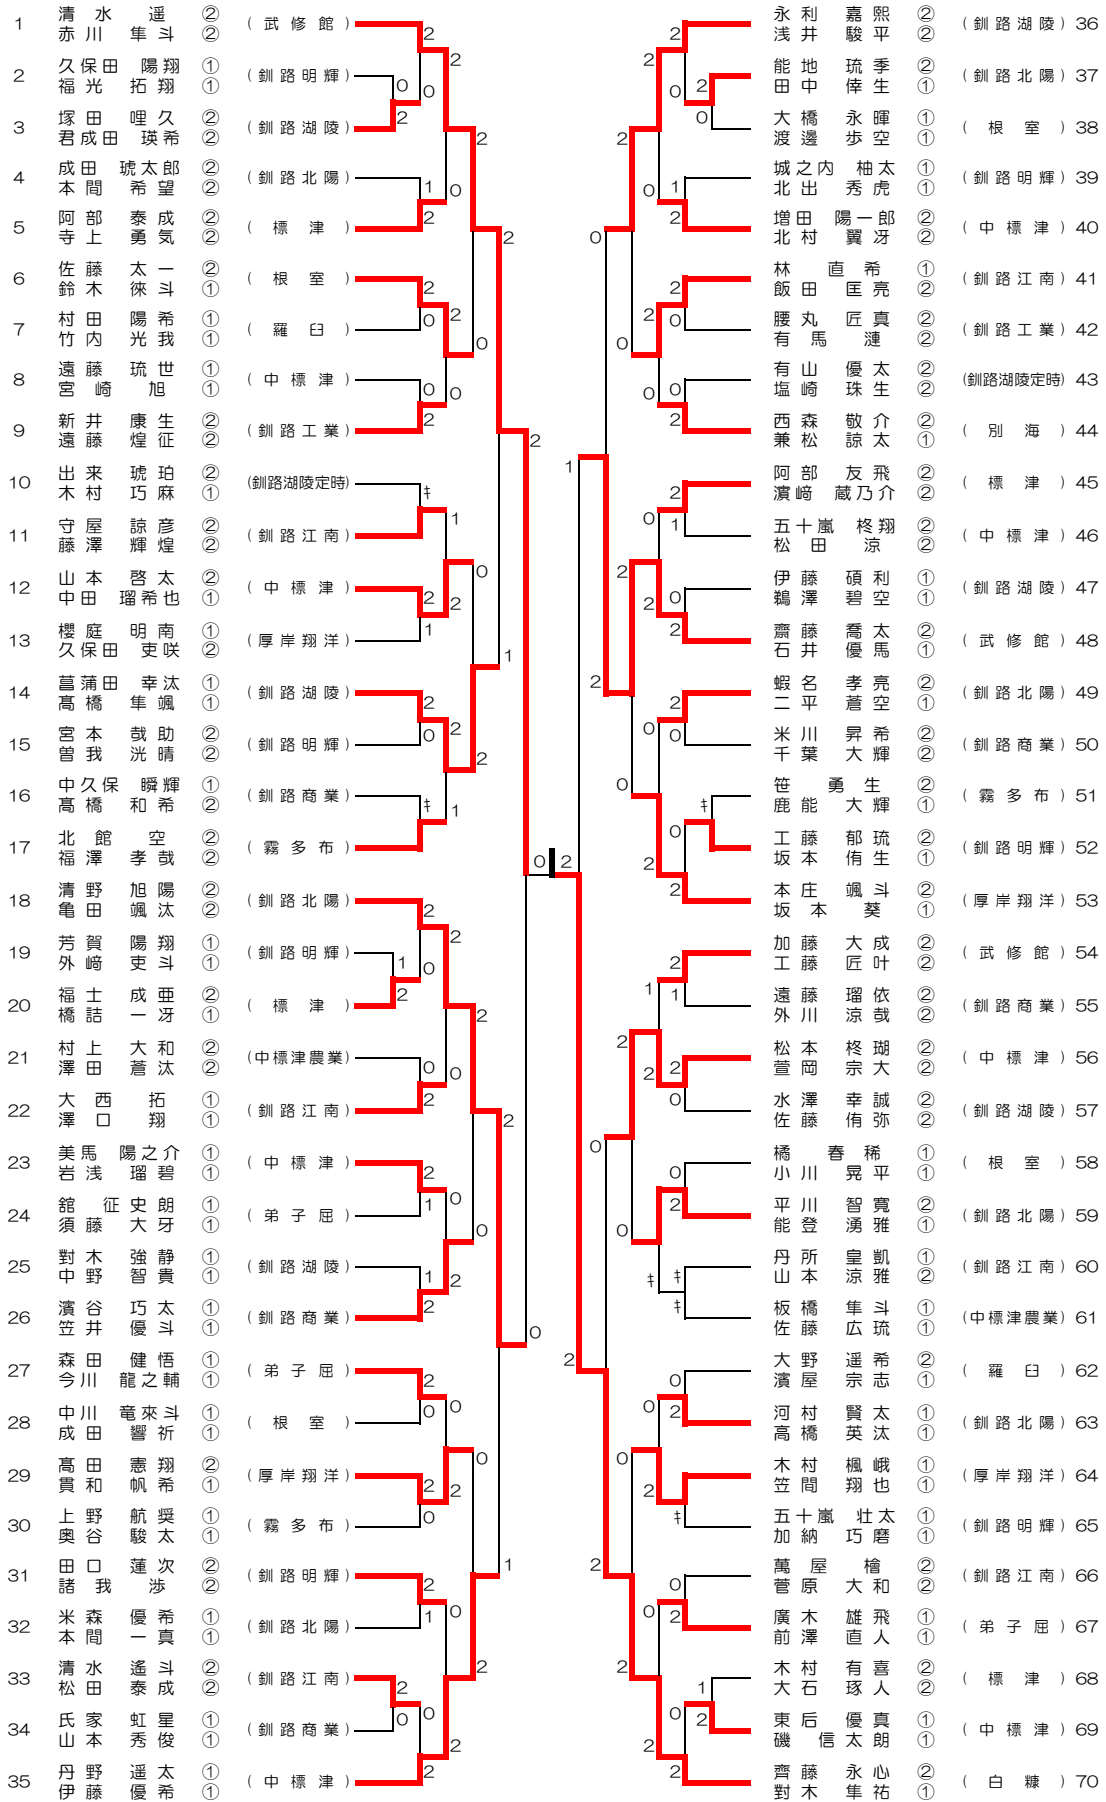 1 清水 遥 ② (武修館)
赤川 隼斗 ②
2 久保田 陽翔 ① (釧路明輝)
福光 拓翔 ①
3 塚田 哩久 ② (釧路湖陵)
君成田 瑛希 ②
4 成田 琥太郎 ② (釧路北陽)
本間 希望 ②
5 阿部 泰成 ② (標津)
寺上 勇気 ②
6 佐藤 太一 ② (根室)
鈴木 徠斗 ①
7 村田 陽希 ① (羅臼)
竹内 光我 ①
8 遠藤 琉世 ① (中標津)
宮崎 旭 ①
9 新井 康生 ② (釧路工業)
遠藤 煌征 ②
10 出来 琥珀 ② (釧路湖陵定時)
木村 巧麻 ①
11 守屋 諒彦 ② (釧路江南)
藤澤 輝煌 ②
12 山本 啓太 ② (中標津)
中田 瑠希也 ①
13 櫻庭 明南 ① (厚岸翔洋)
久保田 吏咲 ②
14 菖蒲田 幸汰 ① (釧路湖陵)
髙橋 隼颯 ①
15 宮本 哉助 ② (釧路明輝)
曽我 洸晴 ②
16 中久保 瞬輝 ① (釧路商業)
髙橋 和希 ②
17 北館 空 ② (霧多布)
福澤 孝哉 ②
18 清野 旭陽 ② (釧路北陽)
亀田 颯汰 ②
19 芳賀 陽翔 ① (釧路明輝)
外﨑 吏斗 ①
20 福士 成亜 ② (標津)
橋詰 一冴 ①
21 村上 大和 ② (中標津農業)
澤田 蒼汰 ②
22 大西 拓 ① (釧路江南)
澤口 翔 ①
23 美馬 陽之介 ① (中標津)
岩浅 瑠碧 ①
24 舘 征史朗 ① (弟子屈)
須藤 大牙 ①
25 對木 強静 ① (釧路湖陵)
中野 智貴 ①
26 濱谷 巧太 ① (釧路商業)
笠井 優斗 ①
27 森田 健悟 ① (弟子屈)
今川 龍之輔 ①
28 中川 竜來斗 ① (根室)
成田 響祈 ①
29 髙田 憲翔 ② (厚岸翔洋)
貫和 帆希 ①
30 上野 航奨 ① (霧多布)
奥谷 駿太 ①
31 田口 蓮次 ② (釧路明輝)
諸我 渉 ②
32 米森 優希 ① (釧路北陽)
本間 一真 ①
33 清水 遙斗 ② (釧路江南)
松田 泰成 ②
34 氏家 虹星 ① (釧路商業)
山本 秀俊 ①
35 丹野 遥太 ① (中標津)
伊藤 優希 ①
永利 嘉熙 ② (釧路湖陵) 36
浅井 駿平 ②
能地 琉季 ② (釧路北陽) 37
田中 倖生 ①
大橋 永暉 ① (根室) 38
渡邊 歩空 ①
城之内 柚太 ① (釧路明輝) 39
北出 秀虎 ①
増田 陽一郎 ② (中標津) 40
北村 翼冴 ②
林 直希 ① (釧路江南) 41
飯田 匡亮 ②
腰丸 匠真 ② (釧路工業) 42
有馬 漣 ②
有山 優太 ② (釧路湖陵定時) 43
塩崎 珠生 ②
西森 敬介 ② (別海) 44
兼松 諒太 ①
阿部 友飛 ② (標津) 45
濵﨑 蔵乃介 ②
五十嵐 柊翔 ② (中標津) 46
松田 涼 ②
伊藤 碩利 ① (釧路湖陵) 47
鵜澤 碧空 ①
齋藤 喬太 ② (武修館) 48
石井 優馬 ①
蝦名 孝亮 ② (釧路北陽) 49
二平 蒼空 ①
米川 昇希 ② (釧路商業) 50
千葉 大輝 ②
笹 勇生 ② (霧多布) 51
鹿能 大輝 ①
工藤 郁琉 ② (釧路明輝) 52
坂本 侑生 ①
本庄 颯斗 ② (厚岸翔洋) 53
坂本 葵 ①
加藤 大成 ② (武修館) 54
工藤 匠叶 ②
遠藤 瑠依 ② (釧路商業) 55
外川 涼哉 ②
松本 柊瑚 ② (中標津) 56
菅岡 宗大 ②
水澤 幸誠 ② (釧路湖陵) 57
佐藤 侑弥 ②
橘 春稀 ① (根室) 58
小川 晃平 ①
平川 智寛 ② (釧路北陽) 59
能登 湧雅 ①
丹所 皇凱 ① (釧路江南) 60
山本 涼雅 ②
板橋 隼斗 ① (中標津農業) 61
佐藤 広琉 ①
大野 遥希 ② (羅臼) 62
濱屋 宗志 ①
河村 賢太 ① (釧路北陽) 63
高橋 英汰 ①
木村 楓峨 ① (厚岸翔洋) 64
笠間 翔也 ①
五十嵐 壮太 ① (釧路明輝) 65
加納 巧磨 ①
萬屋 檜 ② (釧路江南) 66
菅原 大和 ②
廣木 雄飛 ① (弟子屈) 67
前澤 直人 ①
木村 有喜 ② (標津) 68
大石 琢人 ②
東后 優真 ① (中標津) 69
磯 信太朗 ①
齊藤 永心 ② (白糠) 70
對木 隼祐 ①
0 2